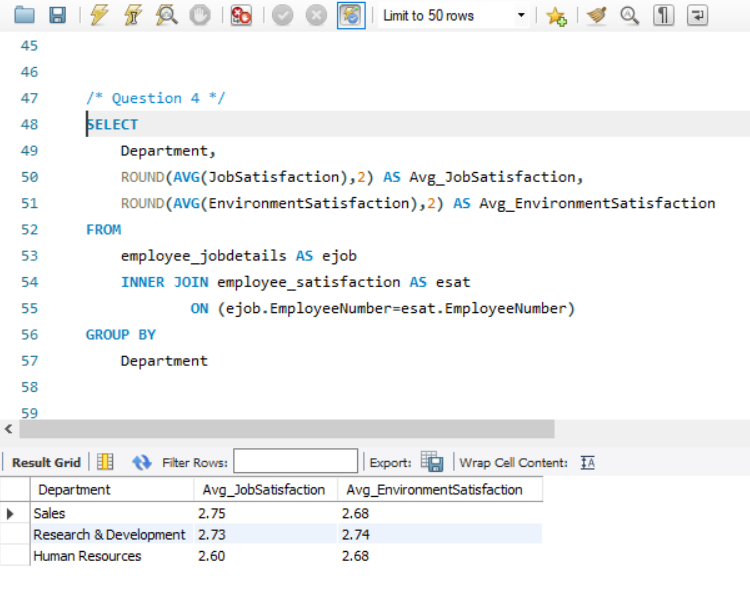 Limit to 50 rows
45
46
47 /* Question 4 */
48 SELECT
49 Department,
50 ROUND(AVG(JobSatisfaction),2) AS Avg_JobSatisfaction,
51 ROUND(AVG(EnvironmentSatisfaction),2) AS Avg_EnvironmentSatisfaction
52 FROM
53 employee_jobdetails AS ejob
54 INNER JOIN employee_satisfaction AS esat
55 ON (ejob.EmployeeNumber=esat.EmployeeNumber)
56 GROUP BY
57 Department
58
59
Result Grid Filter Rows: Export: Wrap Cell Content: IA
Department Avg_JobSatisfaction Avg_EnvironmentSatisfaction
Sales 2.75 2.68
Research & Development 2.73 2.74
Human Resources 2.60 2.68